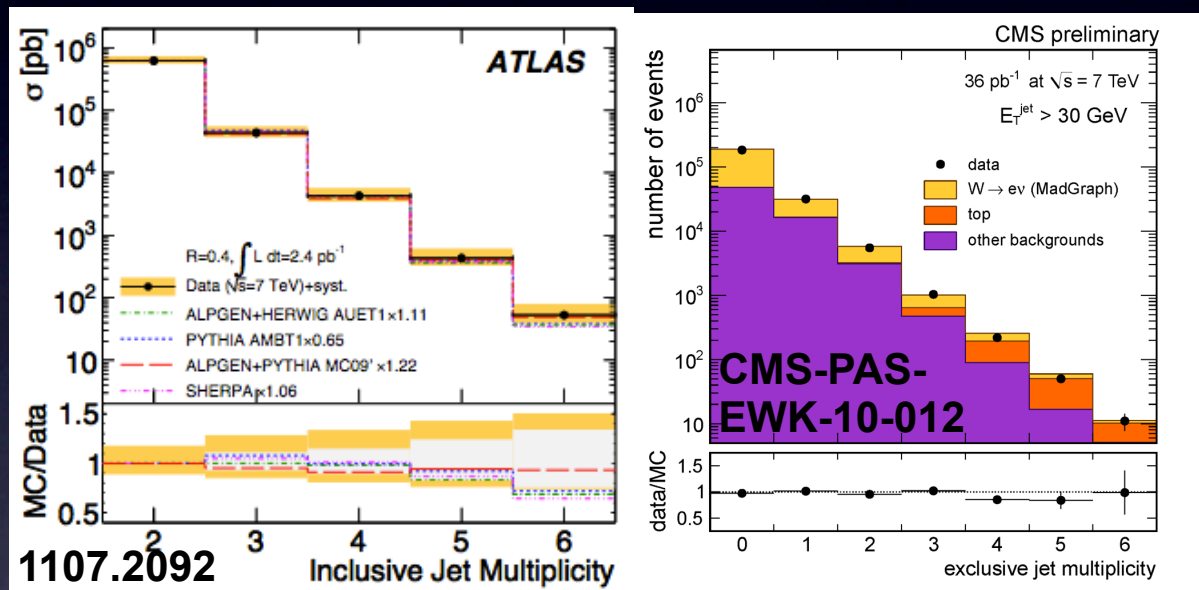 ATLAS
σ [pb]
10⁶
10⁵
10⁴
10³
10²
10
R=0.4, ∫ L dt=2.4 pb⁻¹
Data (√s=7 TeV)+syst.
ALPGEN+HERWIG AUET1×1.11
PYTHIA AMBT1×0.65
ALPGEN+PYTHIA MC09' ×1.22
SHERPA×1.06
MC/Data
1.5
1
0.5
2 3 4 5 6
Inclusive Jet Multiplicity
1107.2092
CMS preliminary
36 pb⁻¹ at √s = 7 TeV
E_T^jet > 30 GeV
number of events
10⁶
10⁵
10⁴
10³
10²
10
data
W → eν (MadGraph)
top
other backgrounds
CMS-PAS-
EWK-10-012
data/MC
1.5
1
0.5
0 1 2 3 4 5 6
exclusive jet multiplicity